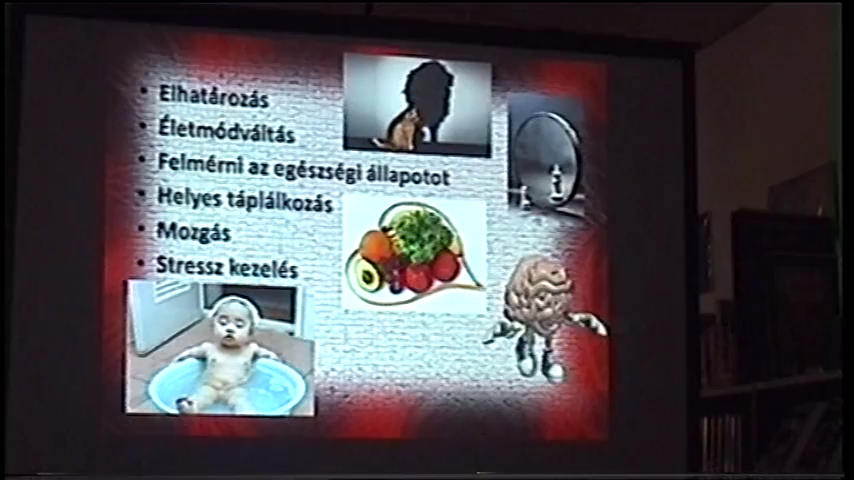 • Elhatározás
• Életmódváltás
• Felmérni az egészségi állapotot
• Helyes táplálkozás
• Mozgás
• Stressz kezelés